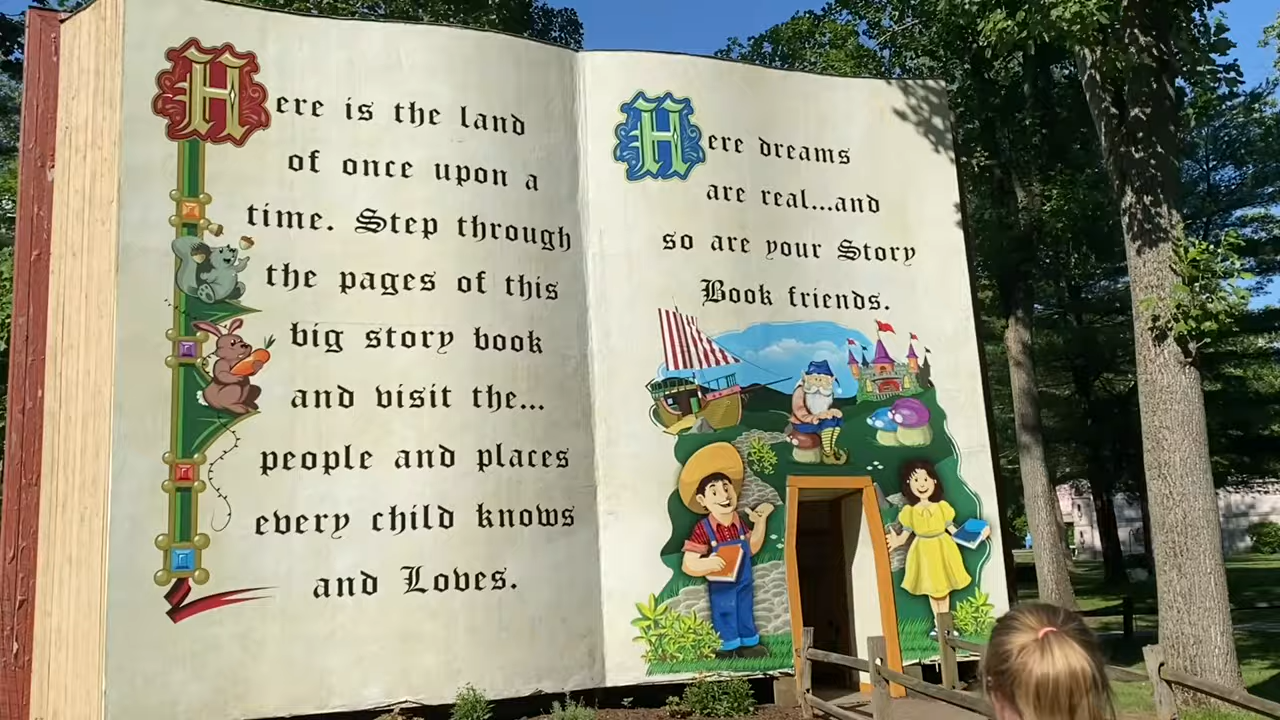 Here is the land
of once upon a
time. Step through
the pages of this
big story book
and visit the...
people and places
every child knows
and Loves.
Here dreams
are real...and
so are your Story
Book friends.